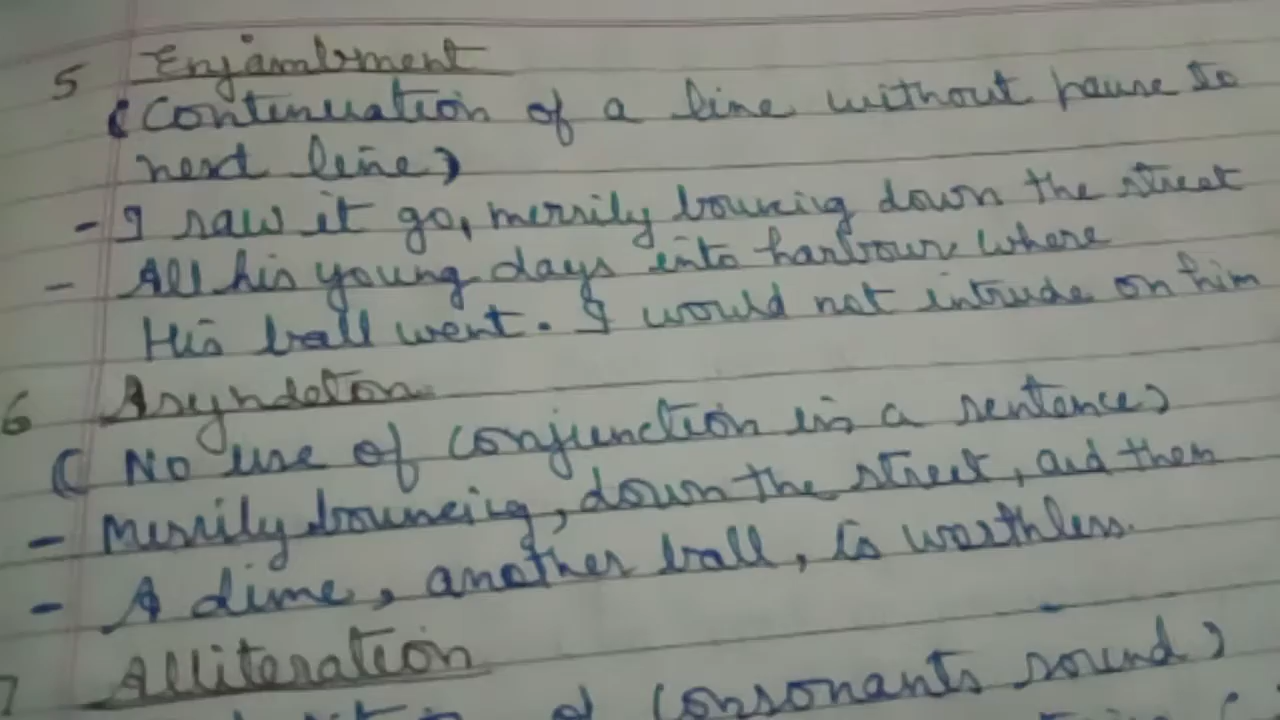 5 Enjambment
(Continuation of a line without pause to
next line)
- I saw it go, merrily bouncing down the street
- All his young days into harbour where
His ball went. I would not intrude on him
6 Asyndeton
( No use of conjunction in a sentence)
- Merrily bouncing, down the street, and then
- A dime, another ball, is worthless.
7 Alliteration
of consonants sound)